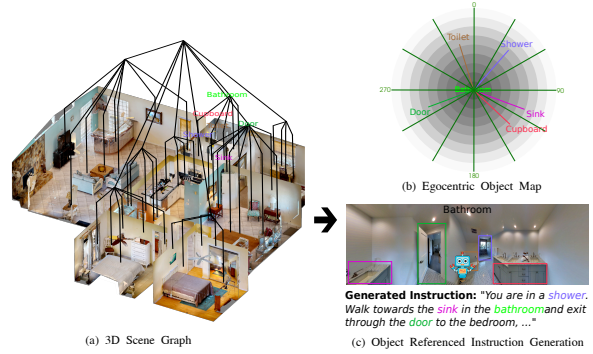 Bathroom
Cupboard
Door
Sink
(a) 3D Scene Graph
0
Toilet
Shower
270
90
Door
Sink
Cupboard
180
(b) Egocentric Object Map
Bathroom
Generated Instruction: "You are in a shower.
Walk towards the sink in the bathroomand exit
through the door to the bedroom, ..."
(c) Object Referenced Instruction Generation